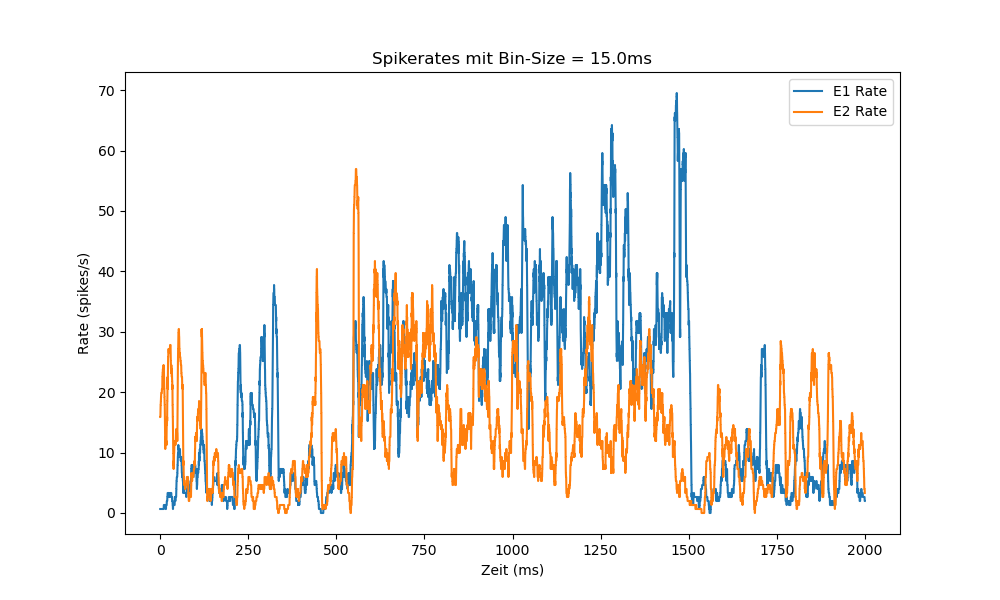 Spikerates mit Bin-Size = 15.0ms
E1 Rate
E2 Rate
70
60
50
40
30
20
10
0
Rate (spikes/s)
0 250 500 750 1000 1250 1500 1750 2000
Zeit (ms)